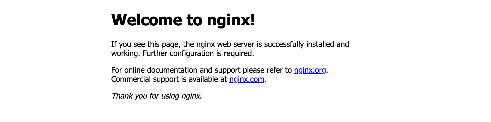 Welcome to nginx!
If you see this page, the nginx web server is successfully installed and
working. Further configuration is required.
For online documentation and support please refer to nginx.org.
Commercial support is available at nginx.com.
Thank you for using nginx.